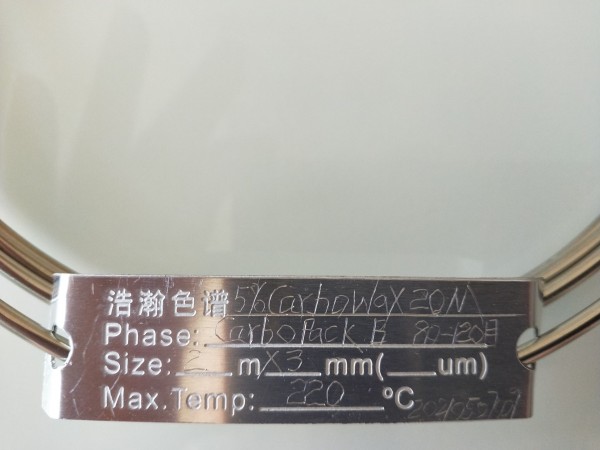 浩瀚色谱 5% Carbowax 20M
Phase: Carbopack B 80-120目
Size: 2 m X 3 mm( um)
Max.Temp: 220 °C